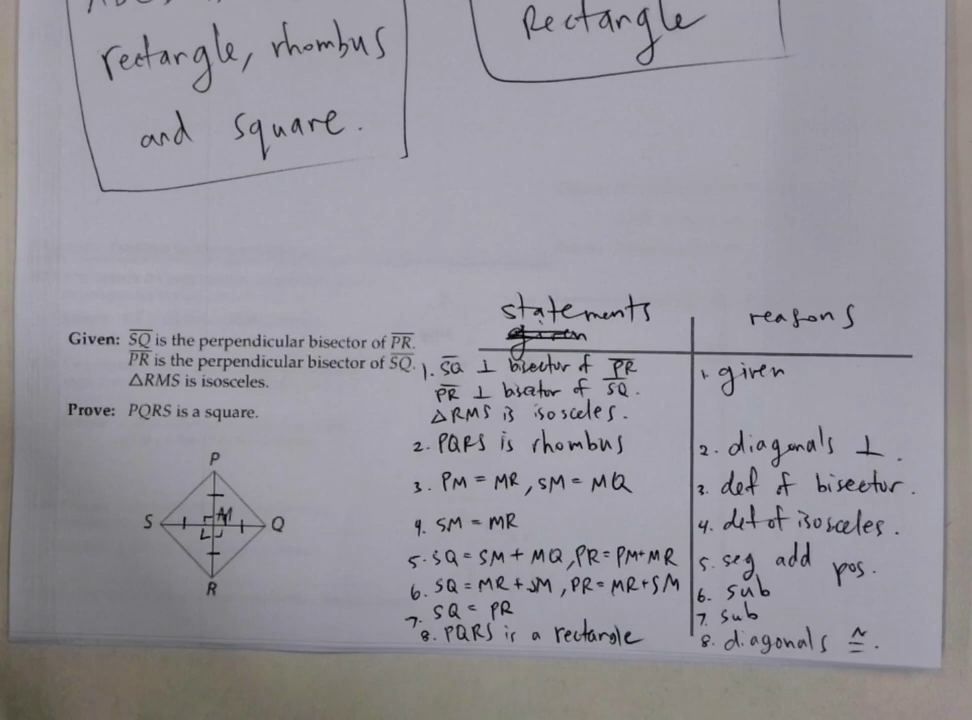 rectangle, rhombus
and square.
Rectangle
Given: SQ is the perpendicular bisector of PR.
PR is the perpendicular bisector of SQ.
△RMS is isosceles.
Prove: PQRS is a square.
P
S
M
Q
R
statements
reasons
1. SQ ⊥ bisector of PR
PR ⊥ bisector of SQ.
△RMS is isosceles.
1. given
2. PQRS is rhombus
2. diagonals ⊥.
3. PM = MR, SM = MQ
3. def of bisector.
4. SM = MR
4. def of isosceles.
5. SQ = SM + MQ, PR = PM+MR
5. seg add pos.
6. SQ = MR + SM, PR = MR+SM
6. sub
7. SQ = PR
7. sub
8. PQRS is a rectangle
8. diagonals ≅.